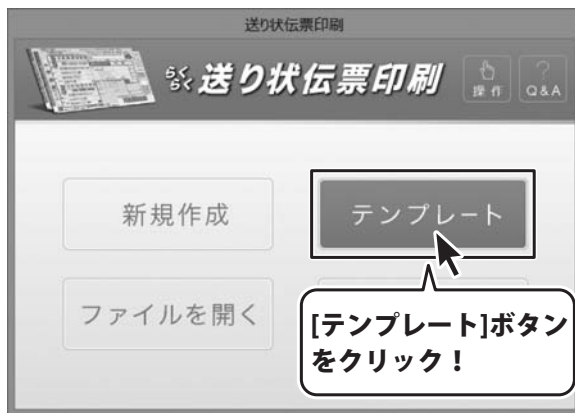 送り状伝票印刷
らくらく送り状伝票印刷
操作
Q&A
?
新規作成
テンプレート
ファイルを開く
[テンプレート]ボタン
をクリック！